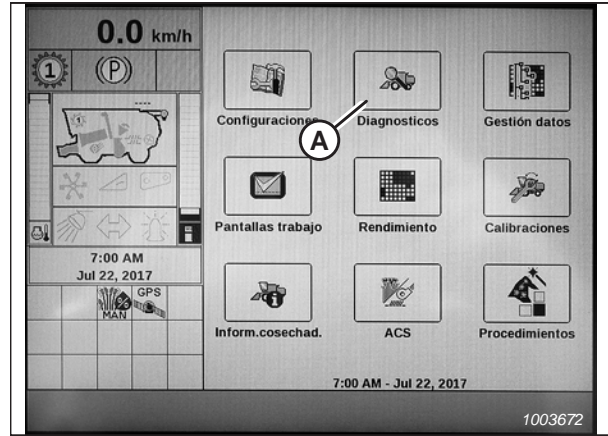 0.0 km/h
1
(P)
7:00 AM
Jul 22, 2017
MAN
%
GPS
Configuraciones
Diagnosticos
Gestión datos
A
Pantallas trabajo
Rendimiento
Calibraciones
Inform.cosechad.
ACS
Procedimientos
7:00 AM - Jul 22, 2017
1003672